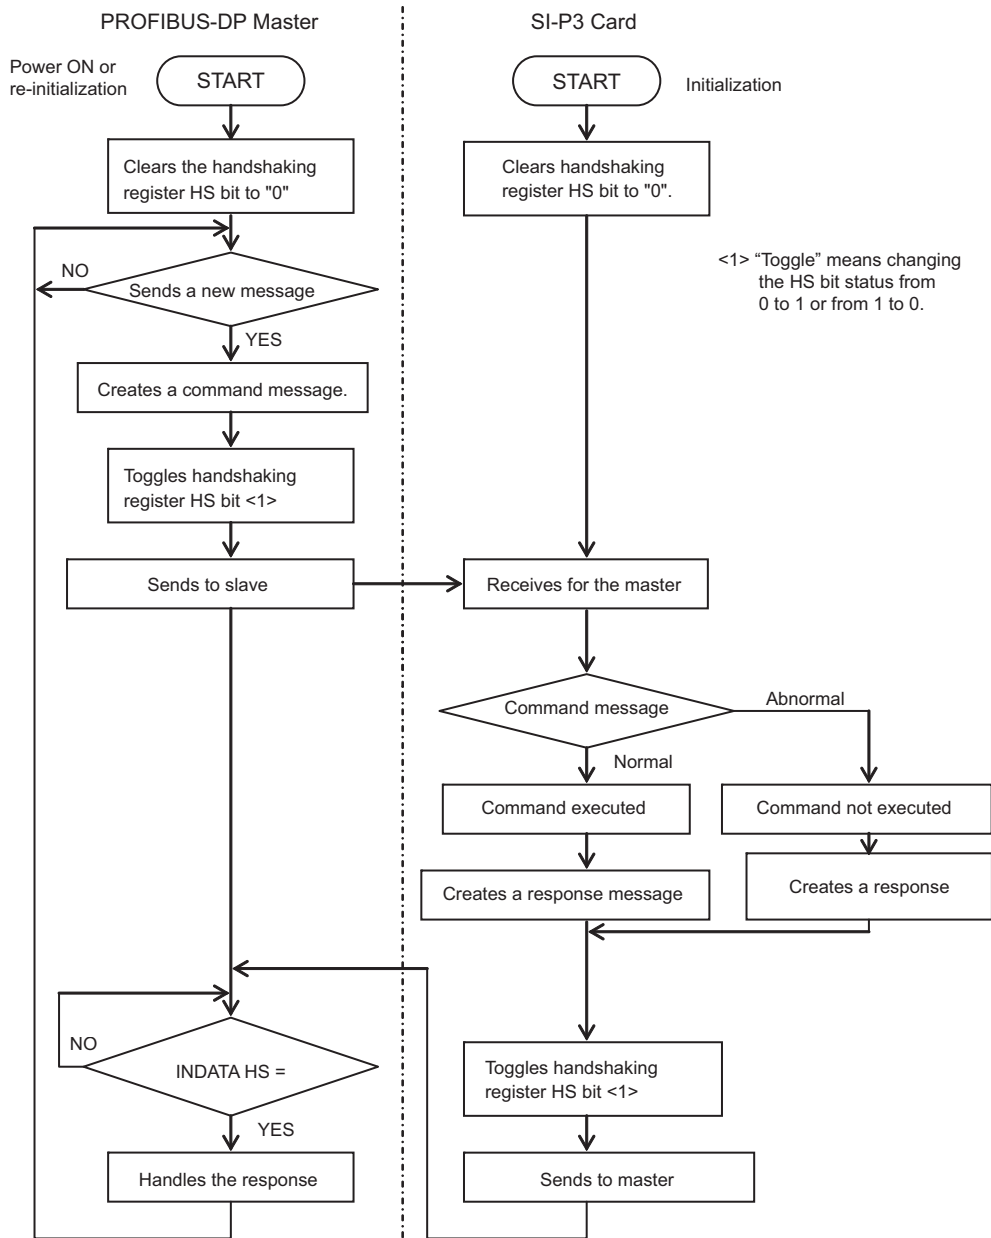 PROFIBUS-DP Master
SI-P3 Card
Power ON or
re-initialization
START
START
Initialization
Clears the handshaking
register HS bit to "0"
Clears handshaking
register HS bit to "0".
<1> “Toggle” means changing
the HS bit status from
0 to 1 or from 1 to 0.
NO
Sends a new message
YES
Creates a command message.
Toggles handshaking
register HS bit <1>
Sends to slave
Receives for the master
Command message
Abnormal
Normal
Command executed
Command not executed
Creates a response message
Creates a response
NO
INDATA HS =
YES
Toggles handshaking
register HS bit <1>
Handles the response
Sends to master